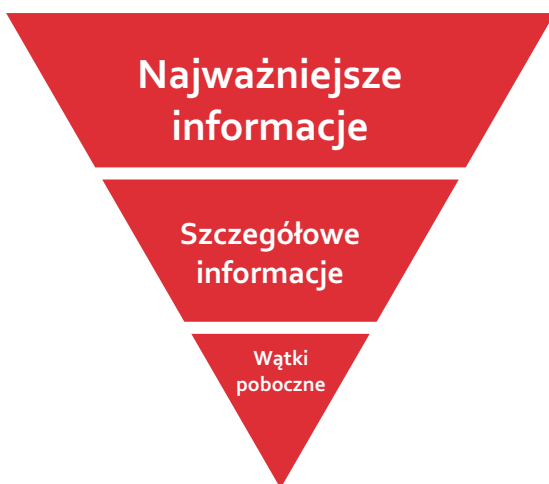 Najważniejsze
informacje
Szczegółowe
informacje
Wątki
poboczne